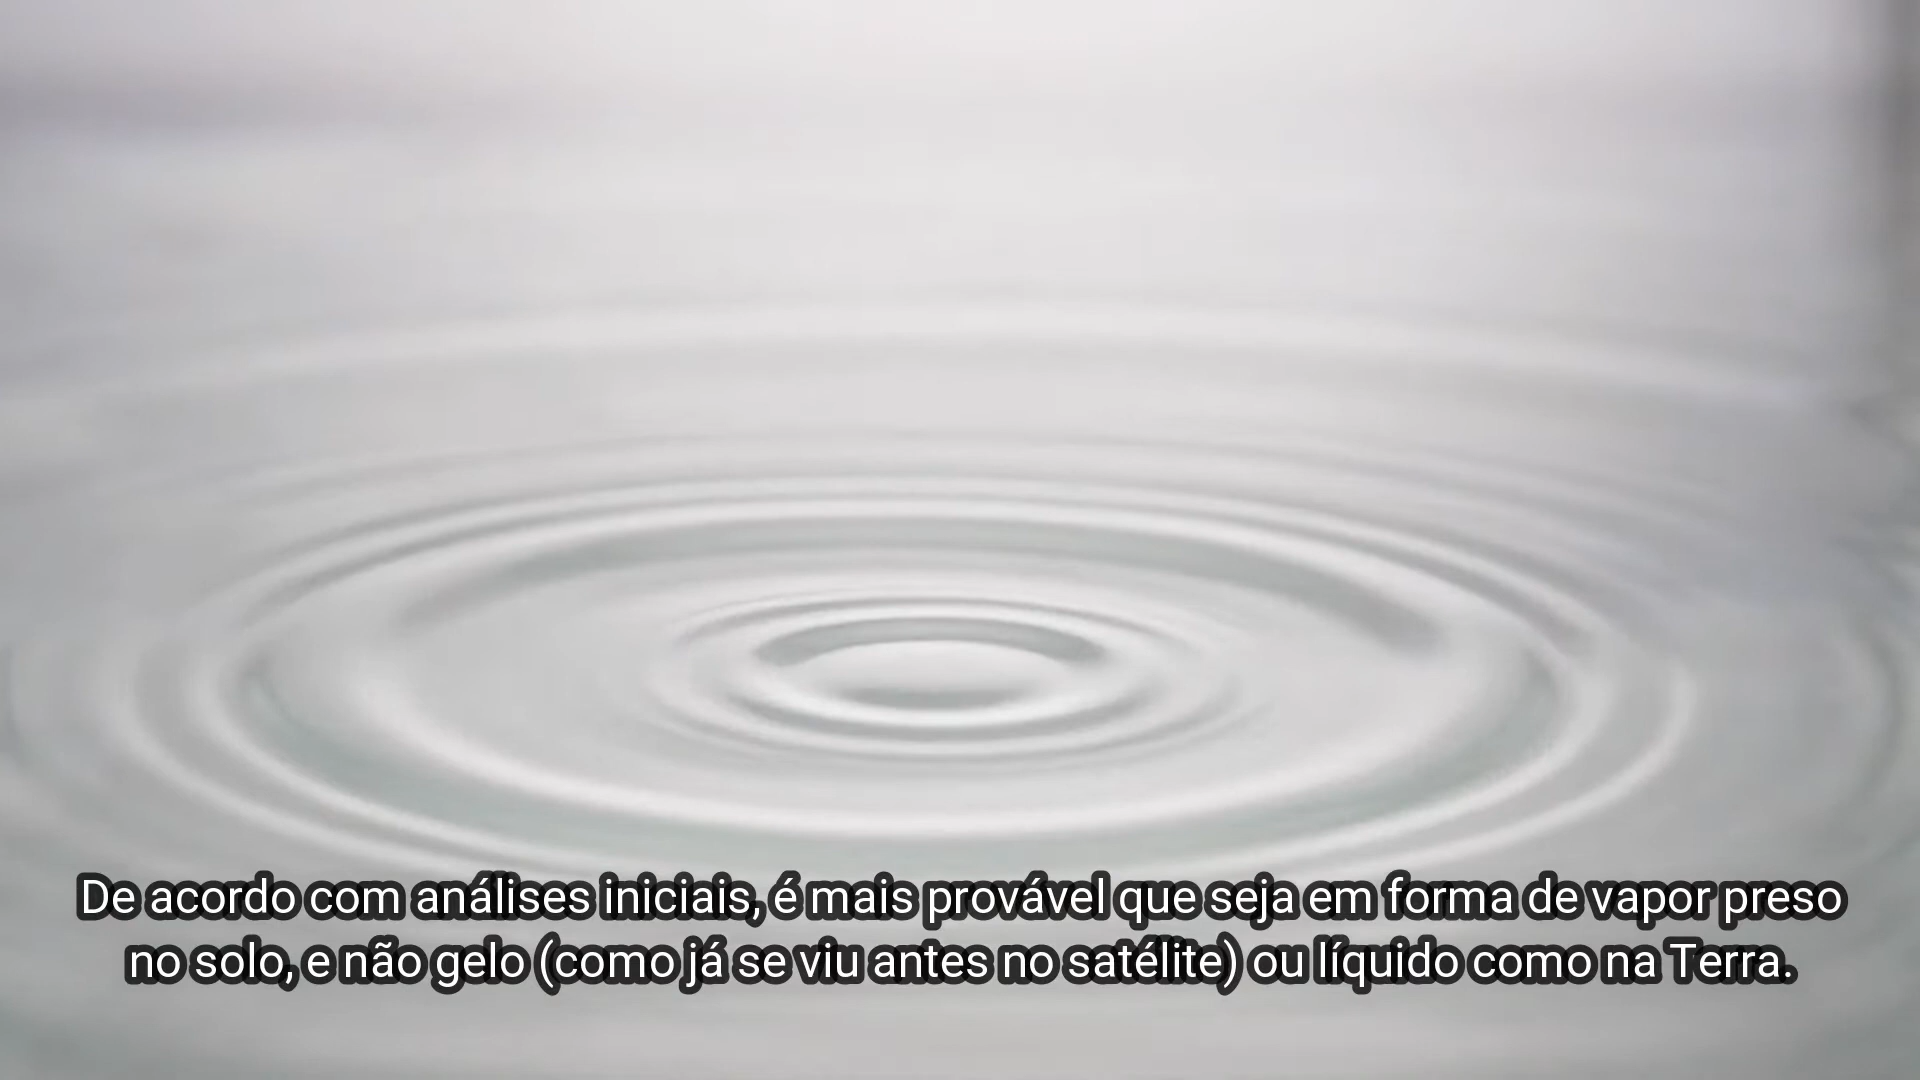 De acordo com análises iniciais, é mais provável que seja em forma de vapor preso
no solo, e não gelo (como já se viu antes no satélite) ou líquido como na Terra.